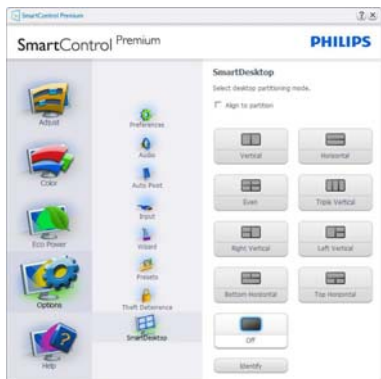 SmartControl Premium
SmartControl Premium
PHILIPS
Adjust
Color
Eco Power
Options
Help
Preferences
Audio
Auto Pivot
Input
Wizard
Presets
Theft Deterrence
SmartDesktop
SmartDesktop
Select desktop partitioning mode.
Align to partition
Vertical
Horizontal
Even
Triple Vertical
Right Vertical
Left Vertical
Bottom Horizontal
Top Horizontal
Off
Identify